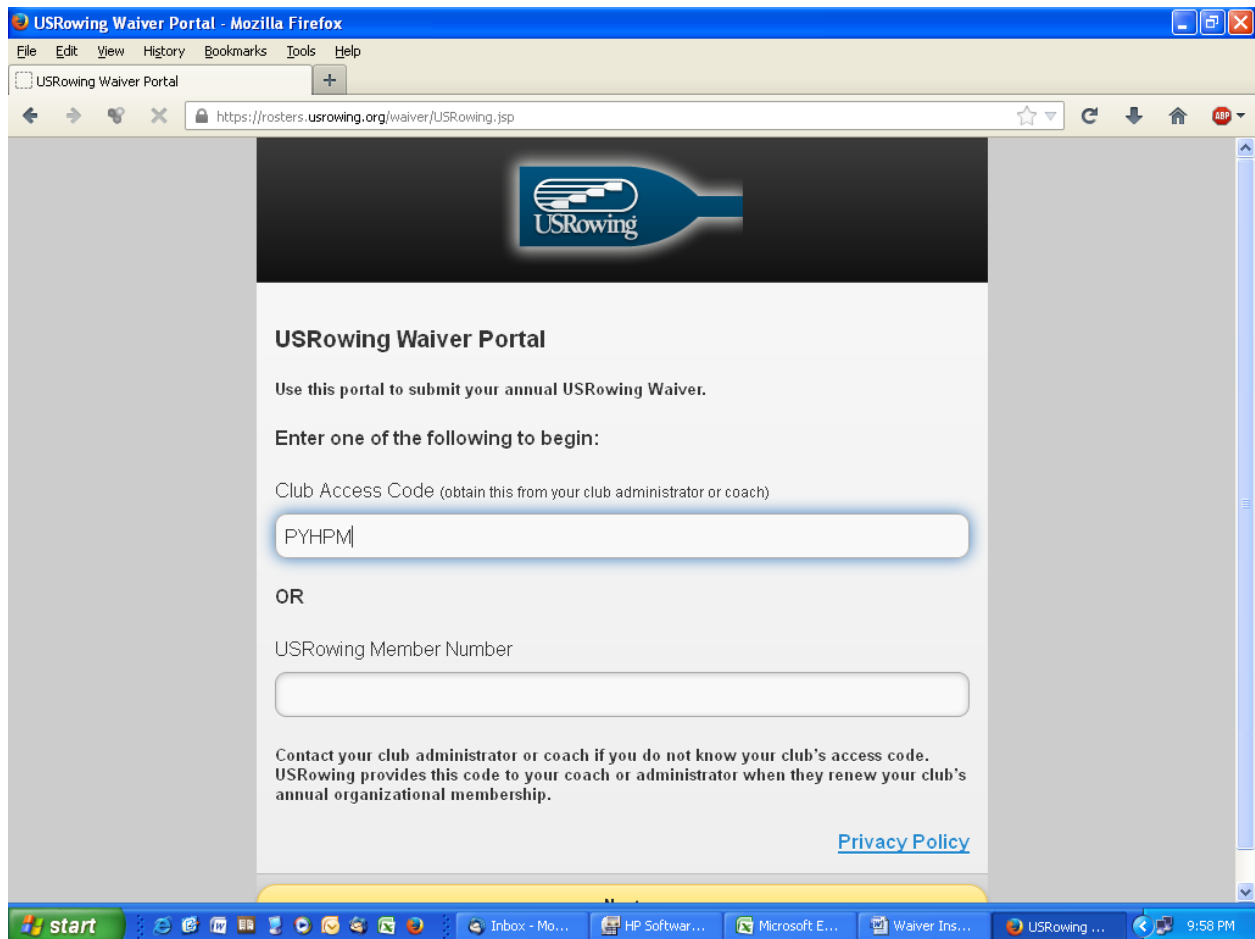 USRowing Waiver Portal - Mozilla Firefox
File Edit View History Bookmarks Tools Help
USRowing Waiver Portal +
https://rosters.usrowing.org/waiver/USRowing.jsp
ABP
USRowing
USRowing Waiver Portal
Use this portal to submit your annual USRowing Waiver.
Enter one of the following to begin:
Club Access Code (obtain this from your club administrator or coach)
PYHPM
OR
USRowing Member Number
Contact your club administrator or coach if you do not know your club's access code.
USRowing provides this code to your coach or administrator when they renew your club's
annual organizational membership.
Privacy Policy
start Inbox - Mo... HP Softwar... Microsoft E... Waiver Ins... USRowing ... 9:58 PM